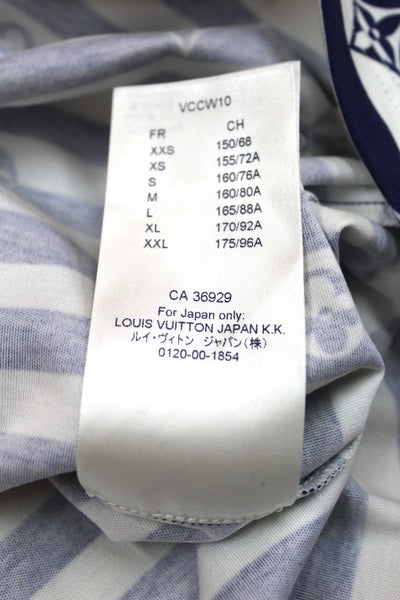 VCCW10
FR CH
XXS 150/68
XS 155/72A
S 160/76A
M 160/80A
L 165/88A
XL 170/92A
XXL 175/96A
CA 36929
For Japan only:
LOUIS VUITTON JAPAN K.K.
ルイ・ヴィトン ジャパン(株)
0120-00-1854